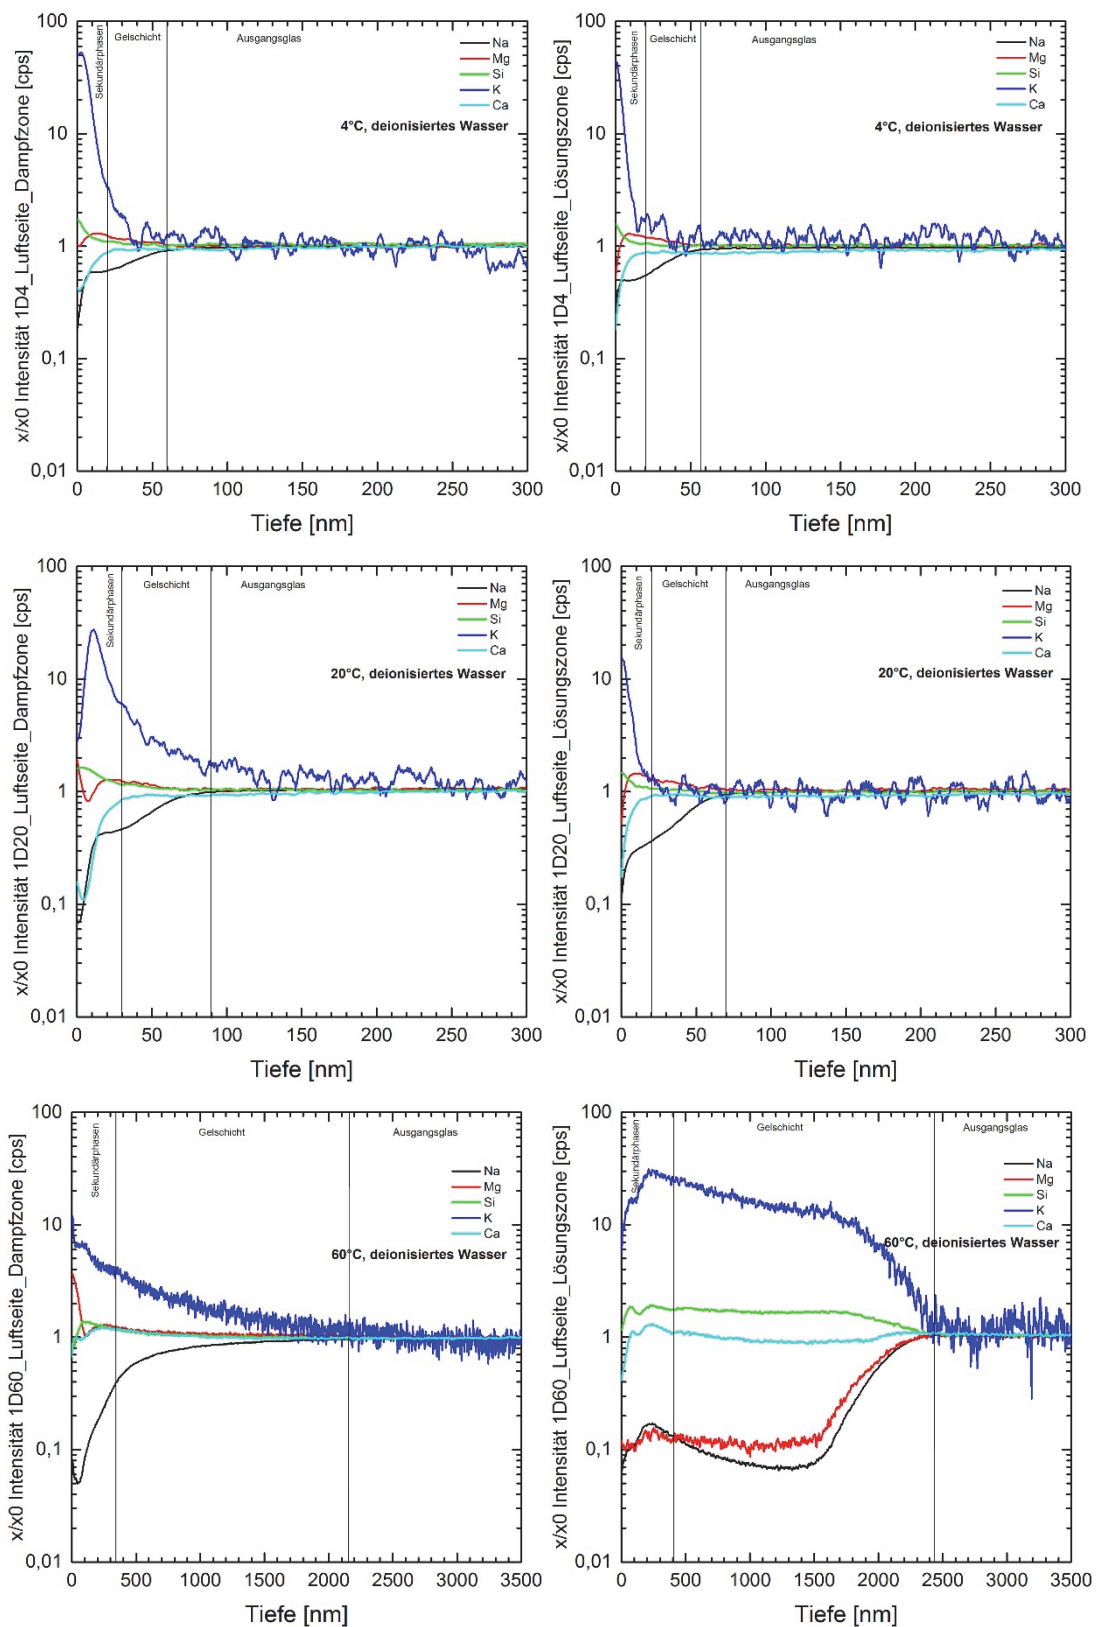 x/x0 Intensität 1D4_Luftseite_Dampfzone [cps]
100
10
1
0,1
0,01
Sekundärphasen
Gelschicht
Ausgangsglas
Na
Mg
Si
K
Ca
4°C, deionisiertes Wasser
0 50 100 150 200 250 300
Tiefe [nm]
x/x0 Intensität 1D4_Luftseite_Lösungszone [cps]
100
10
1
0,1
0,01
Sekundärphasen
Gelschicht
Ausgangsglas
Na
Mg
Si
K
Ca
4°C, deionisiertes Wasser
0 50 100 150 200 250 300
Tiefe [nm]
x/x0 Intensität 1D20_Luftseite_Dampfzone [cps]
100
10
1
0,1
0,01
Sekundärphasen
Gelschicht
Ausgangsglas
Na
Mg
Si
K
Ca
20°C, deionisiertes Wasser
0 50 100 150 200 250 300
Tiefe [nm]
x/x0 Intensität 1D20_Luftseite_Lösungszone [cps]
100
10
1
0,1
0,01
Sekundärphasen
Gelschicht
Ausgangsglas
Na
Mg
Si
K
Ca
20°C, deionisiertes Wasser
0 50 100 150 200 250 300
Tiefe [nm]
x/x0 Intensität 1D60_Luftseite_Dampfzone [cps]
100
10
1
0,1
0,01
Sekundärphasen
Gelschicht
Ausgangsglas
Na
Mg
Si
K
Ca
60°C, deionisiertes Wasser
0 500 1000 1500 2000 2500 3000 3500
Tiefe [nm]
x/x0 Intensität 1D60_Luftseite_Lösungszone [cps]
100
10
1
0,1
0,01
Sekundärphasen
Gelschicht
Ausgangsglas
Na
Mg
Si
K
Ca
60°C, deionisiertes Wasser
0 500 1000 1500 2000 2500 3000 3500
Tiefe [nm]